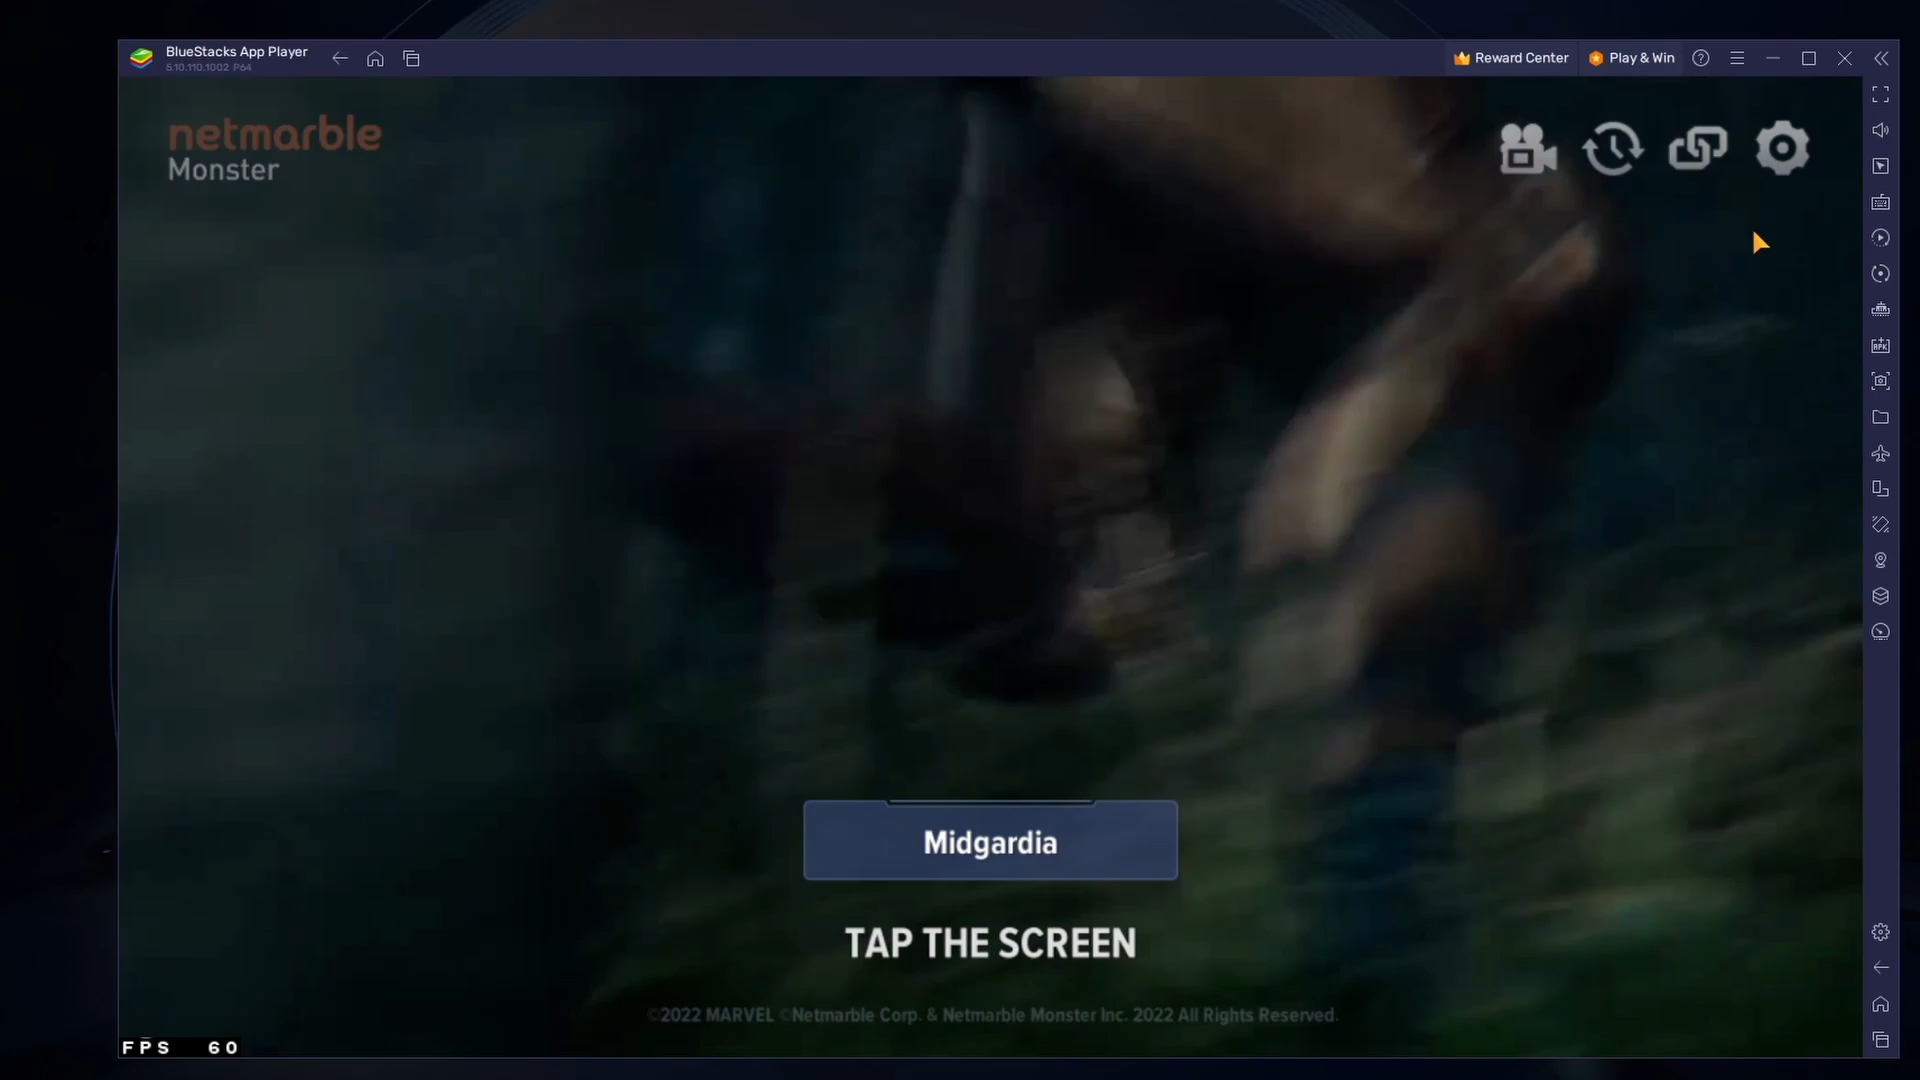 BlueStacks App Player
5.10.110.1002 P64
Reward Center
Play & Win
netmarble
Monster
Midgardia
TAP THE SCREEN
©2022 MARVEL ©Netmarble Corp. & Netmarble Monster Inc. 2022 All Rights Reserved.
FPS 60